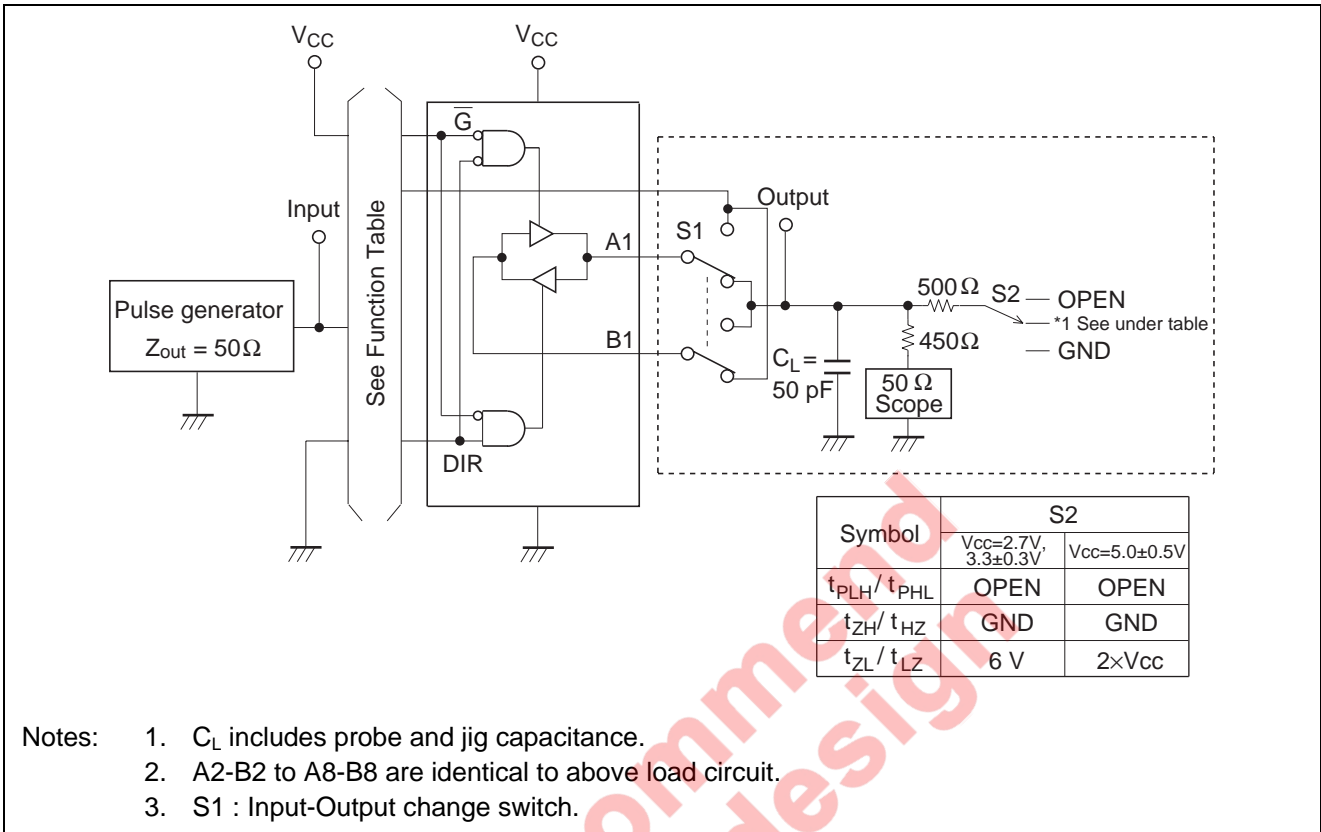 VCC
VCC
G
Input
See Function Table
Pulse generator
Zout = 50Ω
A1
B1
DIR
S1
Output
500Ω
S2
OPEN
*1 See under table
GND
450Ω
CL =
50 pF
50 Ω
Scope
Symbol
S2
Vcc=2.7V,
3.3±0.3V
Vcc=5.0±0.5V
tPLH / tPHL OPEN OPEN
tZH / tHZ GND GND
tZL / tLZ 6 V 2×Vcc
Notes: 1. CL includes probe and jig capacitance.
2. A2-B2 to A8-B8 are identical to above load circuit.
3. S1 : Input-Output change switch.
ommend
design